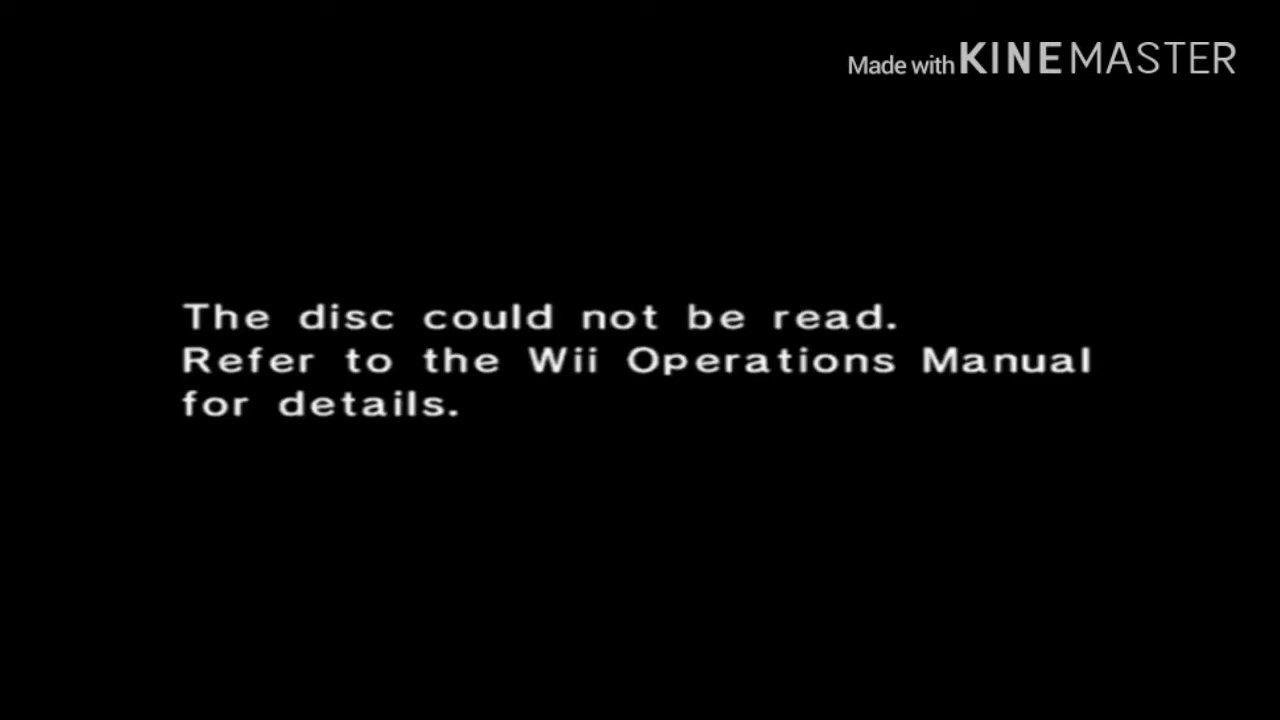 Made with KINEMASTER
The disc could not be read.
Refer to the Wii Operations Manual
for details.